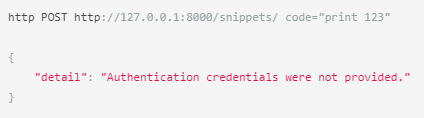 http POST http://127.0.0.1:8000/snippets/ code="print 123"
{
"detail": "Authentication credentials were not provided."
}